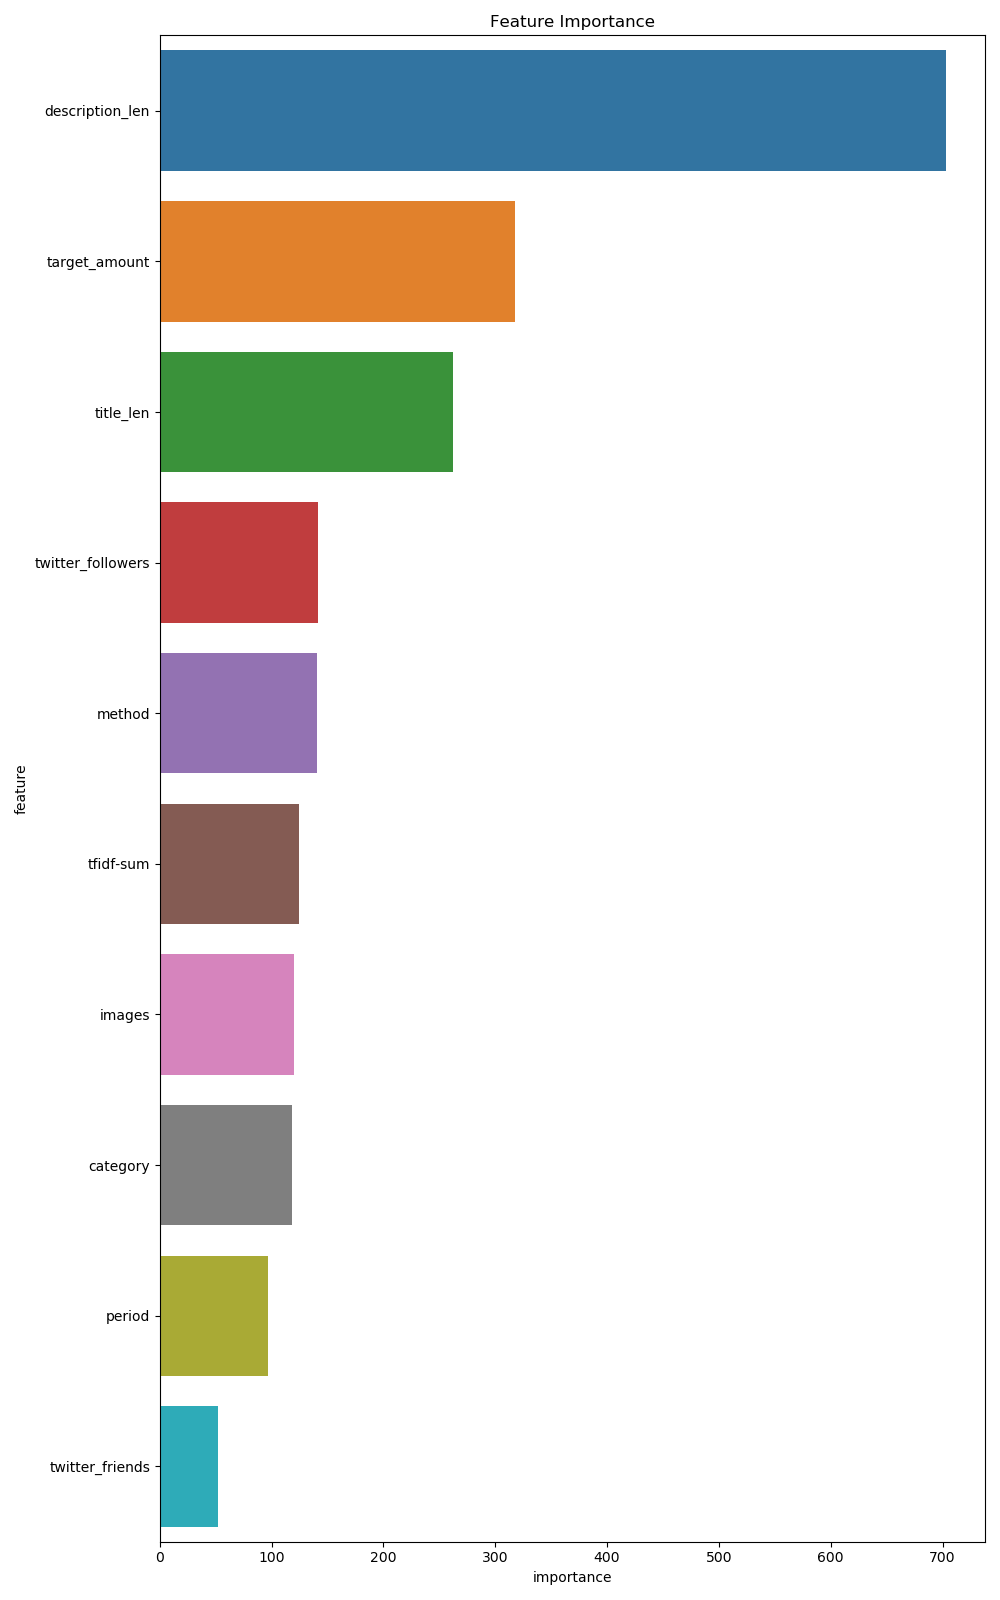 Feature Importance
description_len
target_amount
title_len
twitter_followers
method
tfidf-sum
images
category
period
twitter_friends
feature
0 100 200 300 400 500 600 700
importance